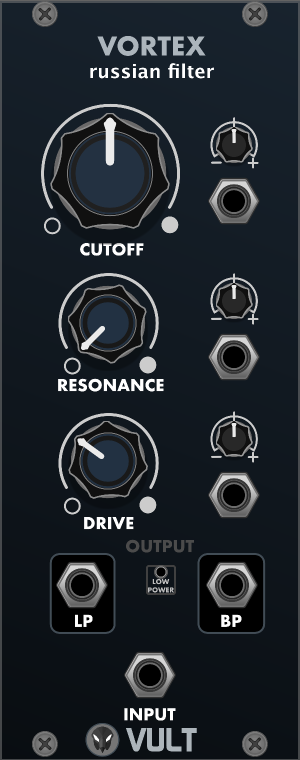 VORTEX
russian filter
- +
CUTOFF
- +
RESONANCE
- +
DRIVE
OUTPUT
LOW
POWER
LP
BP
INPUT
VULT